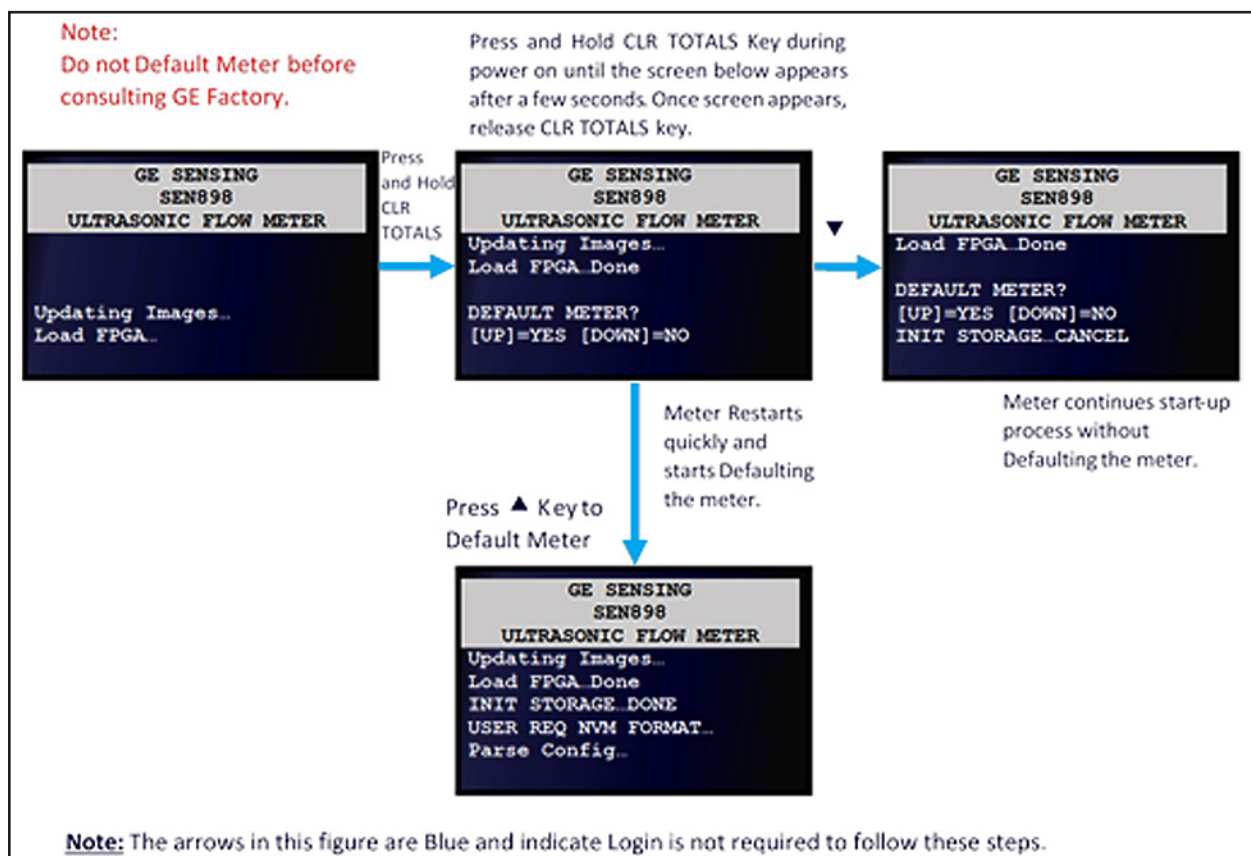 Note:
Do not Default Meter before
consulting GE Factory.
Press and Hold CLR TOTALS Key during
power on until the screen below appears
after a few seconds. Once screen appears,
release CLR TOTALS key.
GE SENSING
SEN898
ULTRASONIC FLOW METER
Updating Images…
Load FPGA…
Press
and Hold
CLR
TOTALS
GE SENSING
SEN898
ULTRASONIC FLOW METER
Updating Images…
Load FPGA…Done
DEFAULT METER?
[UP]=YES [DOWN]=NO
▼
GE SENSING
SEN898
ULTRASONIC FLOW METER
Load FPGA…Done
DEFAULT METER?
[UP]=YES [DOWN]=NO
INIT STORAGE…CANCEL
Meter continues start-up
process without
Defaulting the meter.
Meter Restarts
quickly and
starts Defaulting
the meter.
Press ▲ Key to
Default Meter
GE SENSING
SEN898
ULTRASONIC FLOW METER
Updating Images…
Load FPGA…Done
INIT STORAGE…DONE
USER REQ NVM FORMAT…
Parse Config…
Note: The arrows in this figure are Blue and indicate Login is not required to follow these steps.